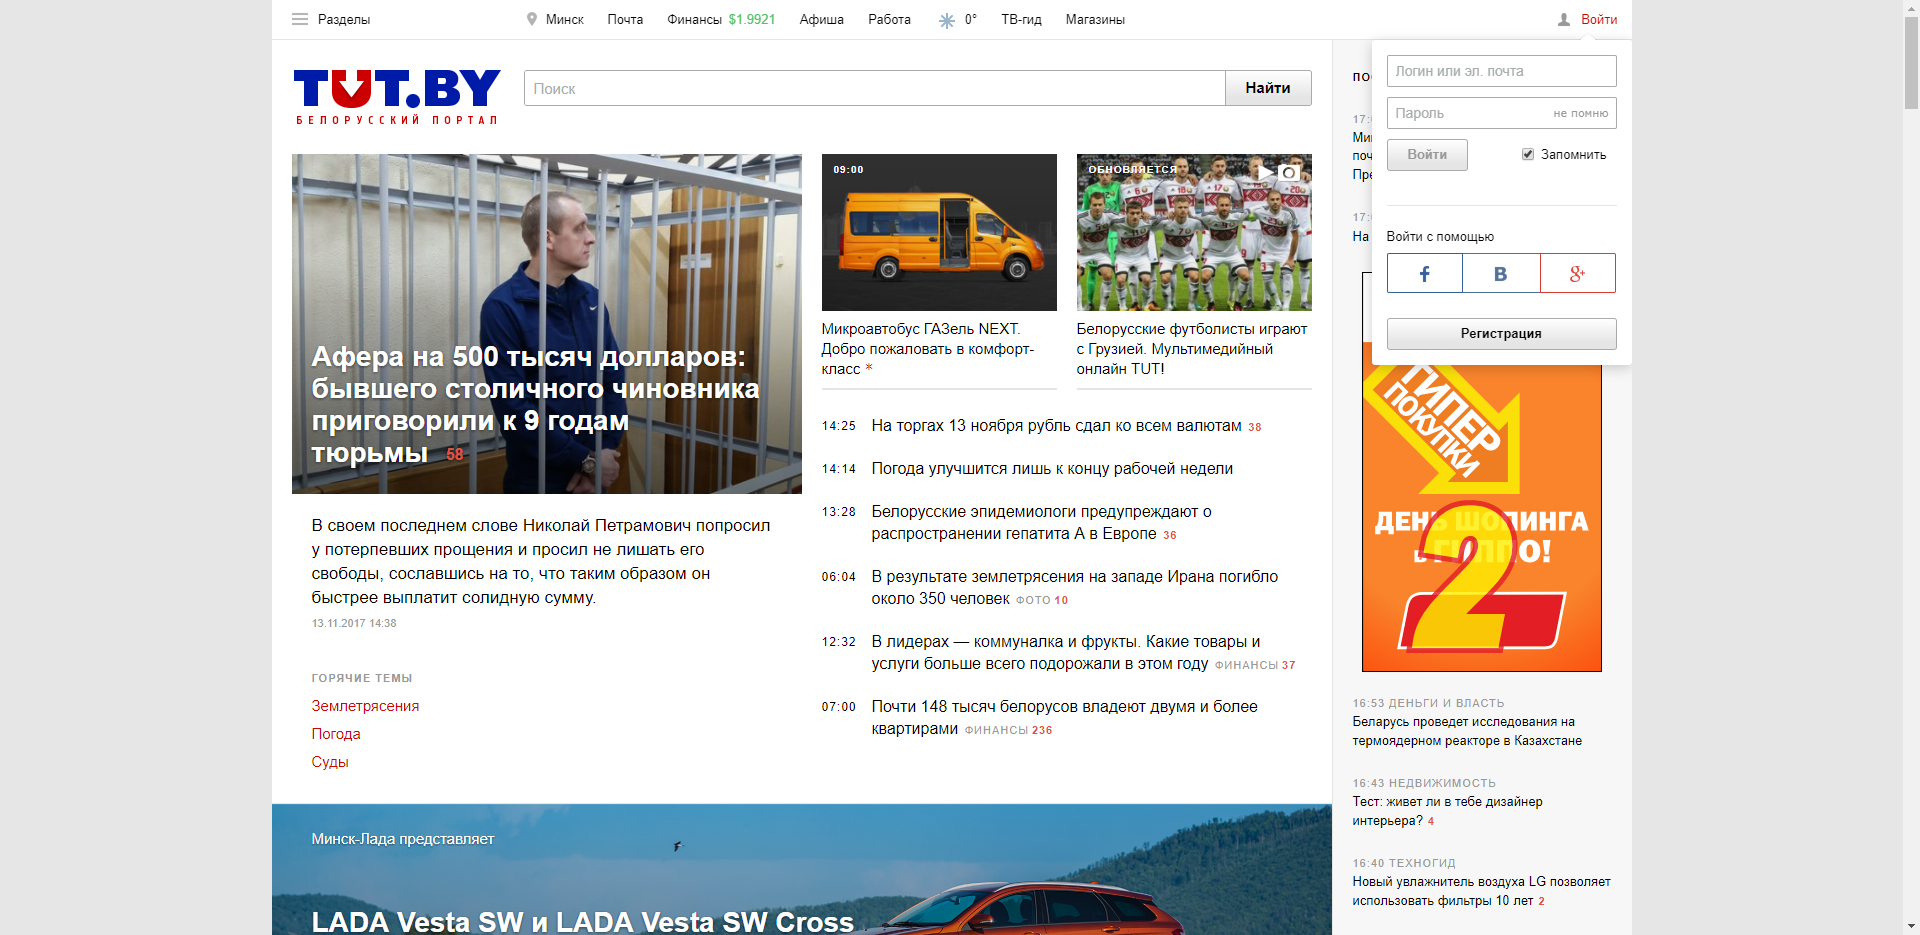 Разделы
Минск
Почта
Финансы $1.9921
Афиша
Работа
0°
ТВ-гид
Магазины
Войти
TUT.BY
БЕЛОРУССКИЙ ПОРТАЛ
Поиск
Найти
Логин или эл. почта
Пароль
не помню
Войти
Запомнить
Войти с помощью
Регистрация
Афера на 500 тысяч долларов:
бывшего столичного чиновника
приговорили к 9 годам
тюрьмы 58
В своем последнем слове Николай Петрамович попросил
у потерпевших прощения и просил не лишать его
свободы, сославшись на то, что таким образом он
быстрее выплатит солидную сумму.
13.11.2017 14:38
ГОРЯЧИЕ ТЕМЫ
Землетрясения
Погода
Суды
09:00
Микроавтобус ГАЗель NEXT.
Добро пожаловать в комфорт-
класс *
ОБНОВЛЯЕТСЯ
Белорусские футболисты играют
с Грузией. Мультимедийный
онлайн TUT!
14:25 На торгах 13 ноября рубль сдал ко всем валютам 38
14:14 Погода улучшится лишь к концу рабочей недели
13:28 Белорусские эпидемиологи предупреждают о
распространении гепатита А в Европе 36
06:04 В результате землетрясения на западе Ирана погибло
около 350 человек ФОТО 10
12:32 В лидерах — коммуналка и фрукты. Какие товары и
услуги больше всего подорожали в этом году ФИНАНСЫ 37
07:00 Почти 148 тысяч белорусов владеют двумя и более
квартирами ФИНАНСЫ 236
На
ГИПЕР
ПОКУПКИ
ДЕНЬ ШОПИНГА
в ГИППО!
2
16:53 ДЕНЬГИ И ВЛАСТЬ
Беларусь проведет исследования на
термоядерном реакторе в Казахстане
16:43 НЕДВИЖИМОСТЬ
Тест: живет ли в тебе дизайнер
интерьера? 4
16:40 ТЕХНОГИД
Новый увлажнитель воздуха LG позволяет
использовать фильтры 10 лет 2
Минск-Лада представляет
LADA Vesta SW и LADA Vesta SW Cross